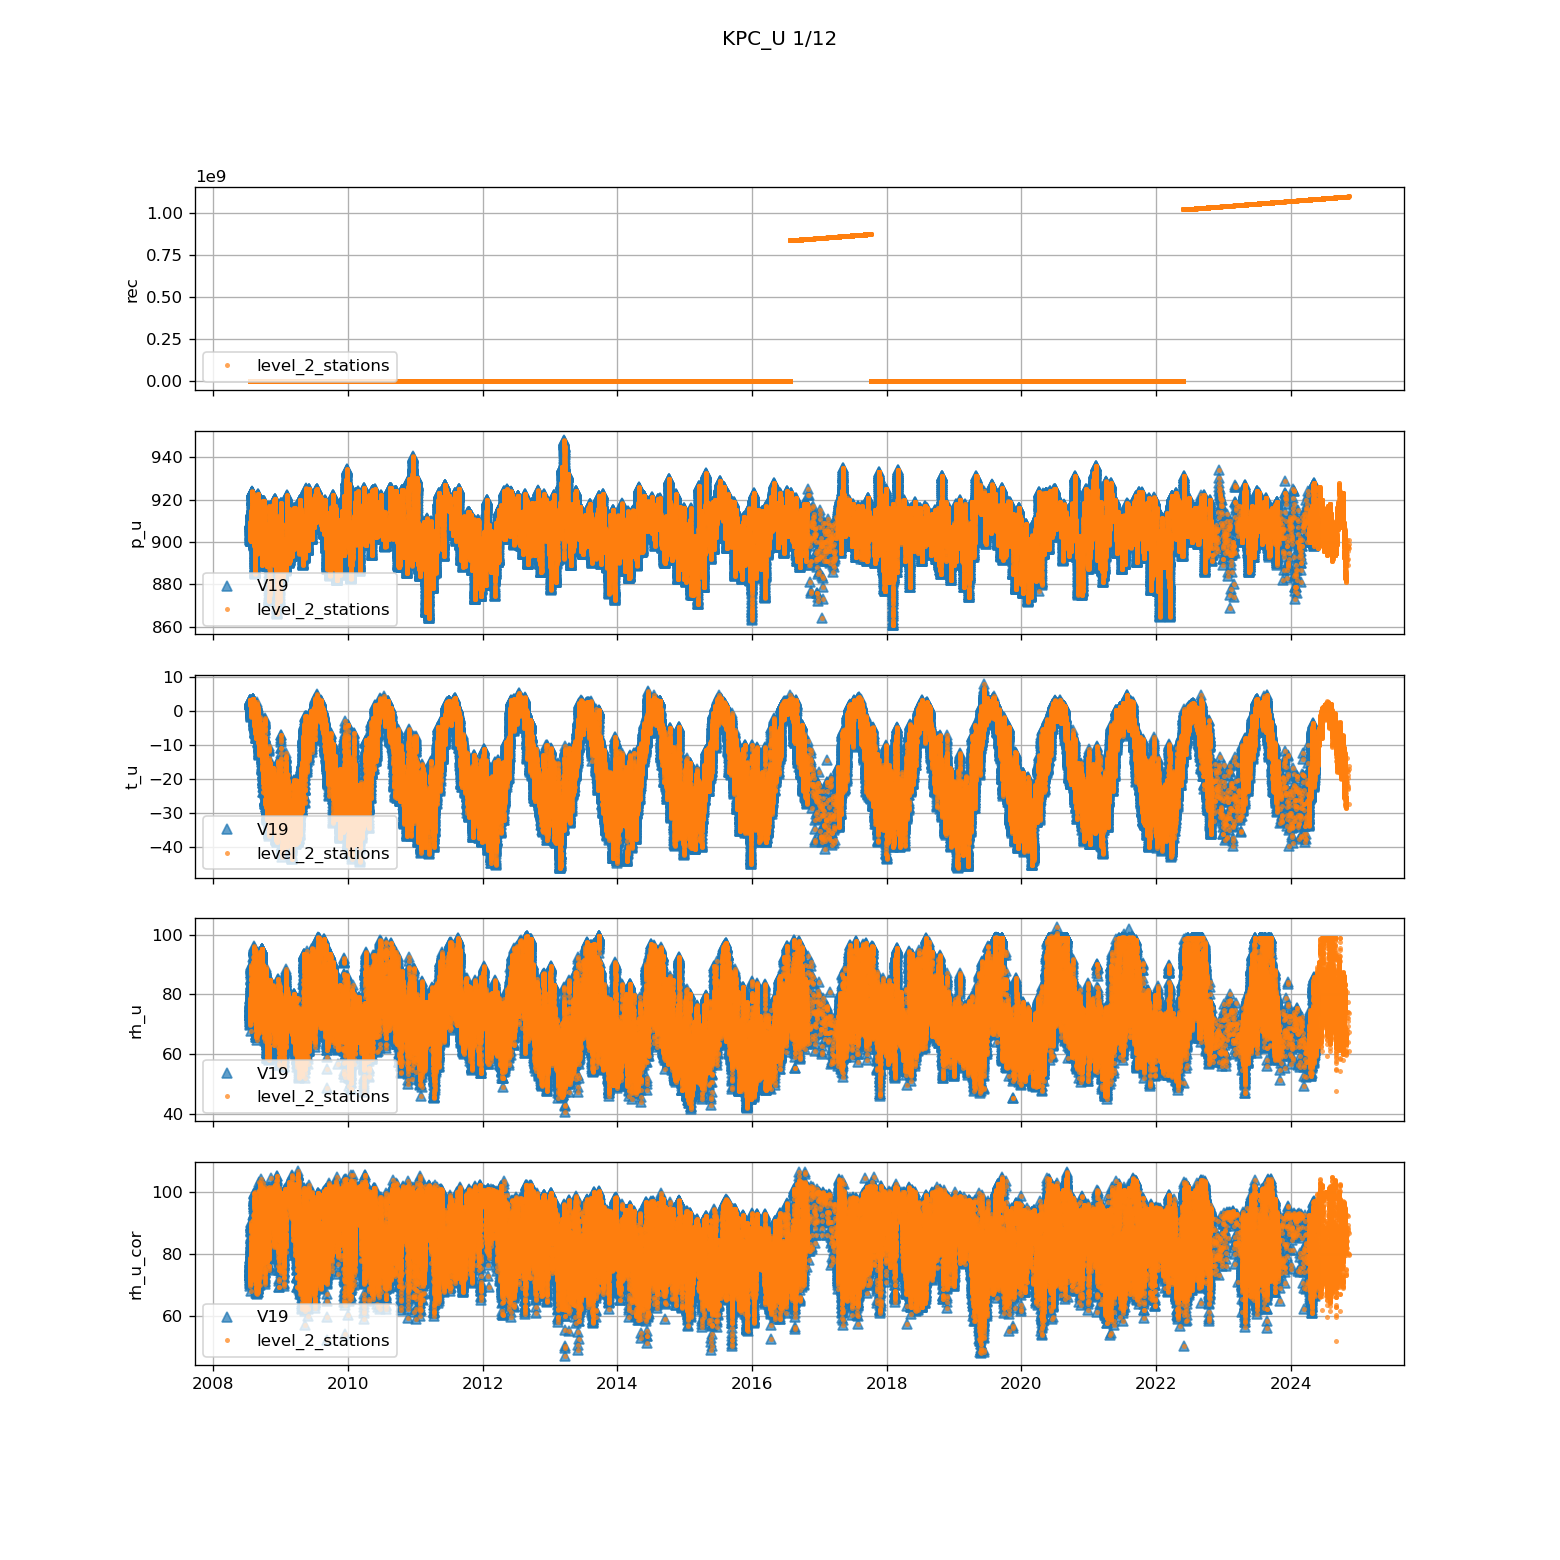 KPC_U 1/12
1e9
1.00
0.75
0.50
0.25
0.00
rec
level_2_stations
940
920
900
880
860
p_u
V19
level_2_stations
10
0
−10
−20
−30
−40
t_u
V19
level_2_stations
100
80
60
40
rh_u
V19
level_2_stations
100
80
60
rh_u_cor
V19
level_2_stations
2008 2010 2012 2014 2016 2018 2020 2022 2024